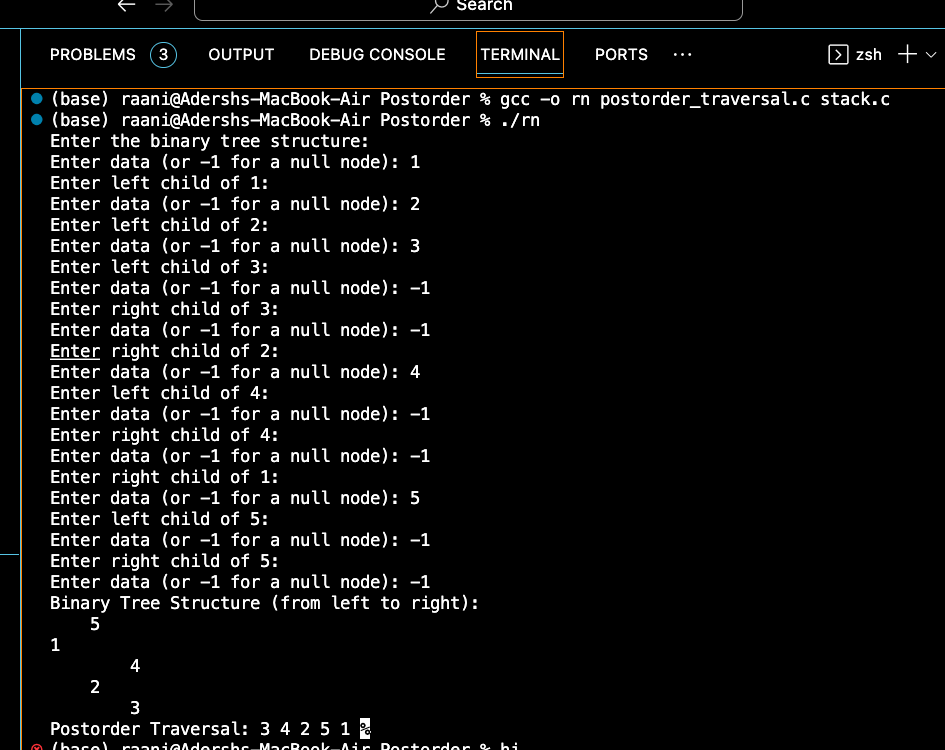 Search
PROBLEMS 3 OUTPUT DEBUG CONSOLE TERMINAL PORTS ... zsh
(base) raani@Adershs-MacBook-Air Postorder % gcc -o rn postorder_traversal.c stack.c
(base) raani@Adershs-MacBook-Air Postorder % ./rn
Enter the binary tree structure:
Enter data (or -1 for a null node): 1
Enter left child of 1:
Enter data (or -1 for a null node): 2
Enter left child of 2:
Enter data (or -1 for a null node): 3
Enter left child of 3:
Enter data (or -1 for a null node): -1
Enter right child of 3:
Enter data (or -1 for a null node): -1
Enter right child of 2:
Enter data (or -1 for a null node): 4
Enter left child of 4:
Enter data (or -1 for a null node): -1
Enter right child of 4:
Enter data (or -1 for a null node): -1
Enter right child of 1:
Enter data (or -1 for a null node): 5
Enter left child of 5:
Enter data (or -1 for a null node): -1
Enter right child of 5:
Enter data (or -1 for a null node): -1
Binary Tree Structure (from left to right):
    5
1
        4
    2
        3
Postorder Traversal: 3 4 2 5 1 %
(base) raani@Adershs-MacBook-Air Postorder % hi